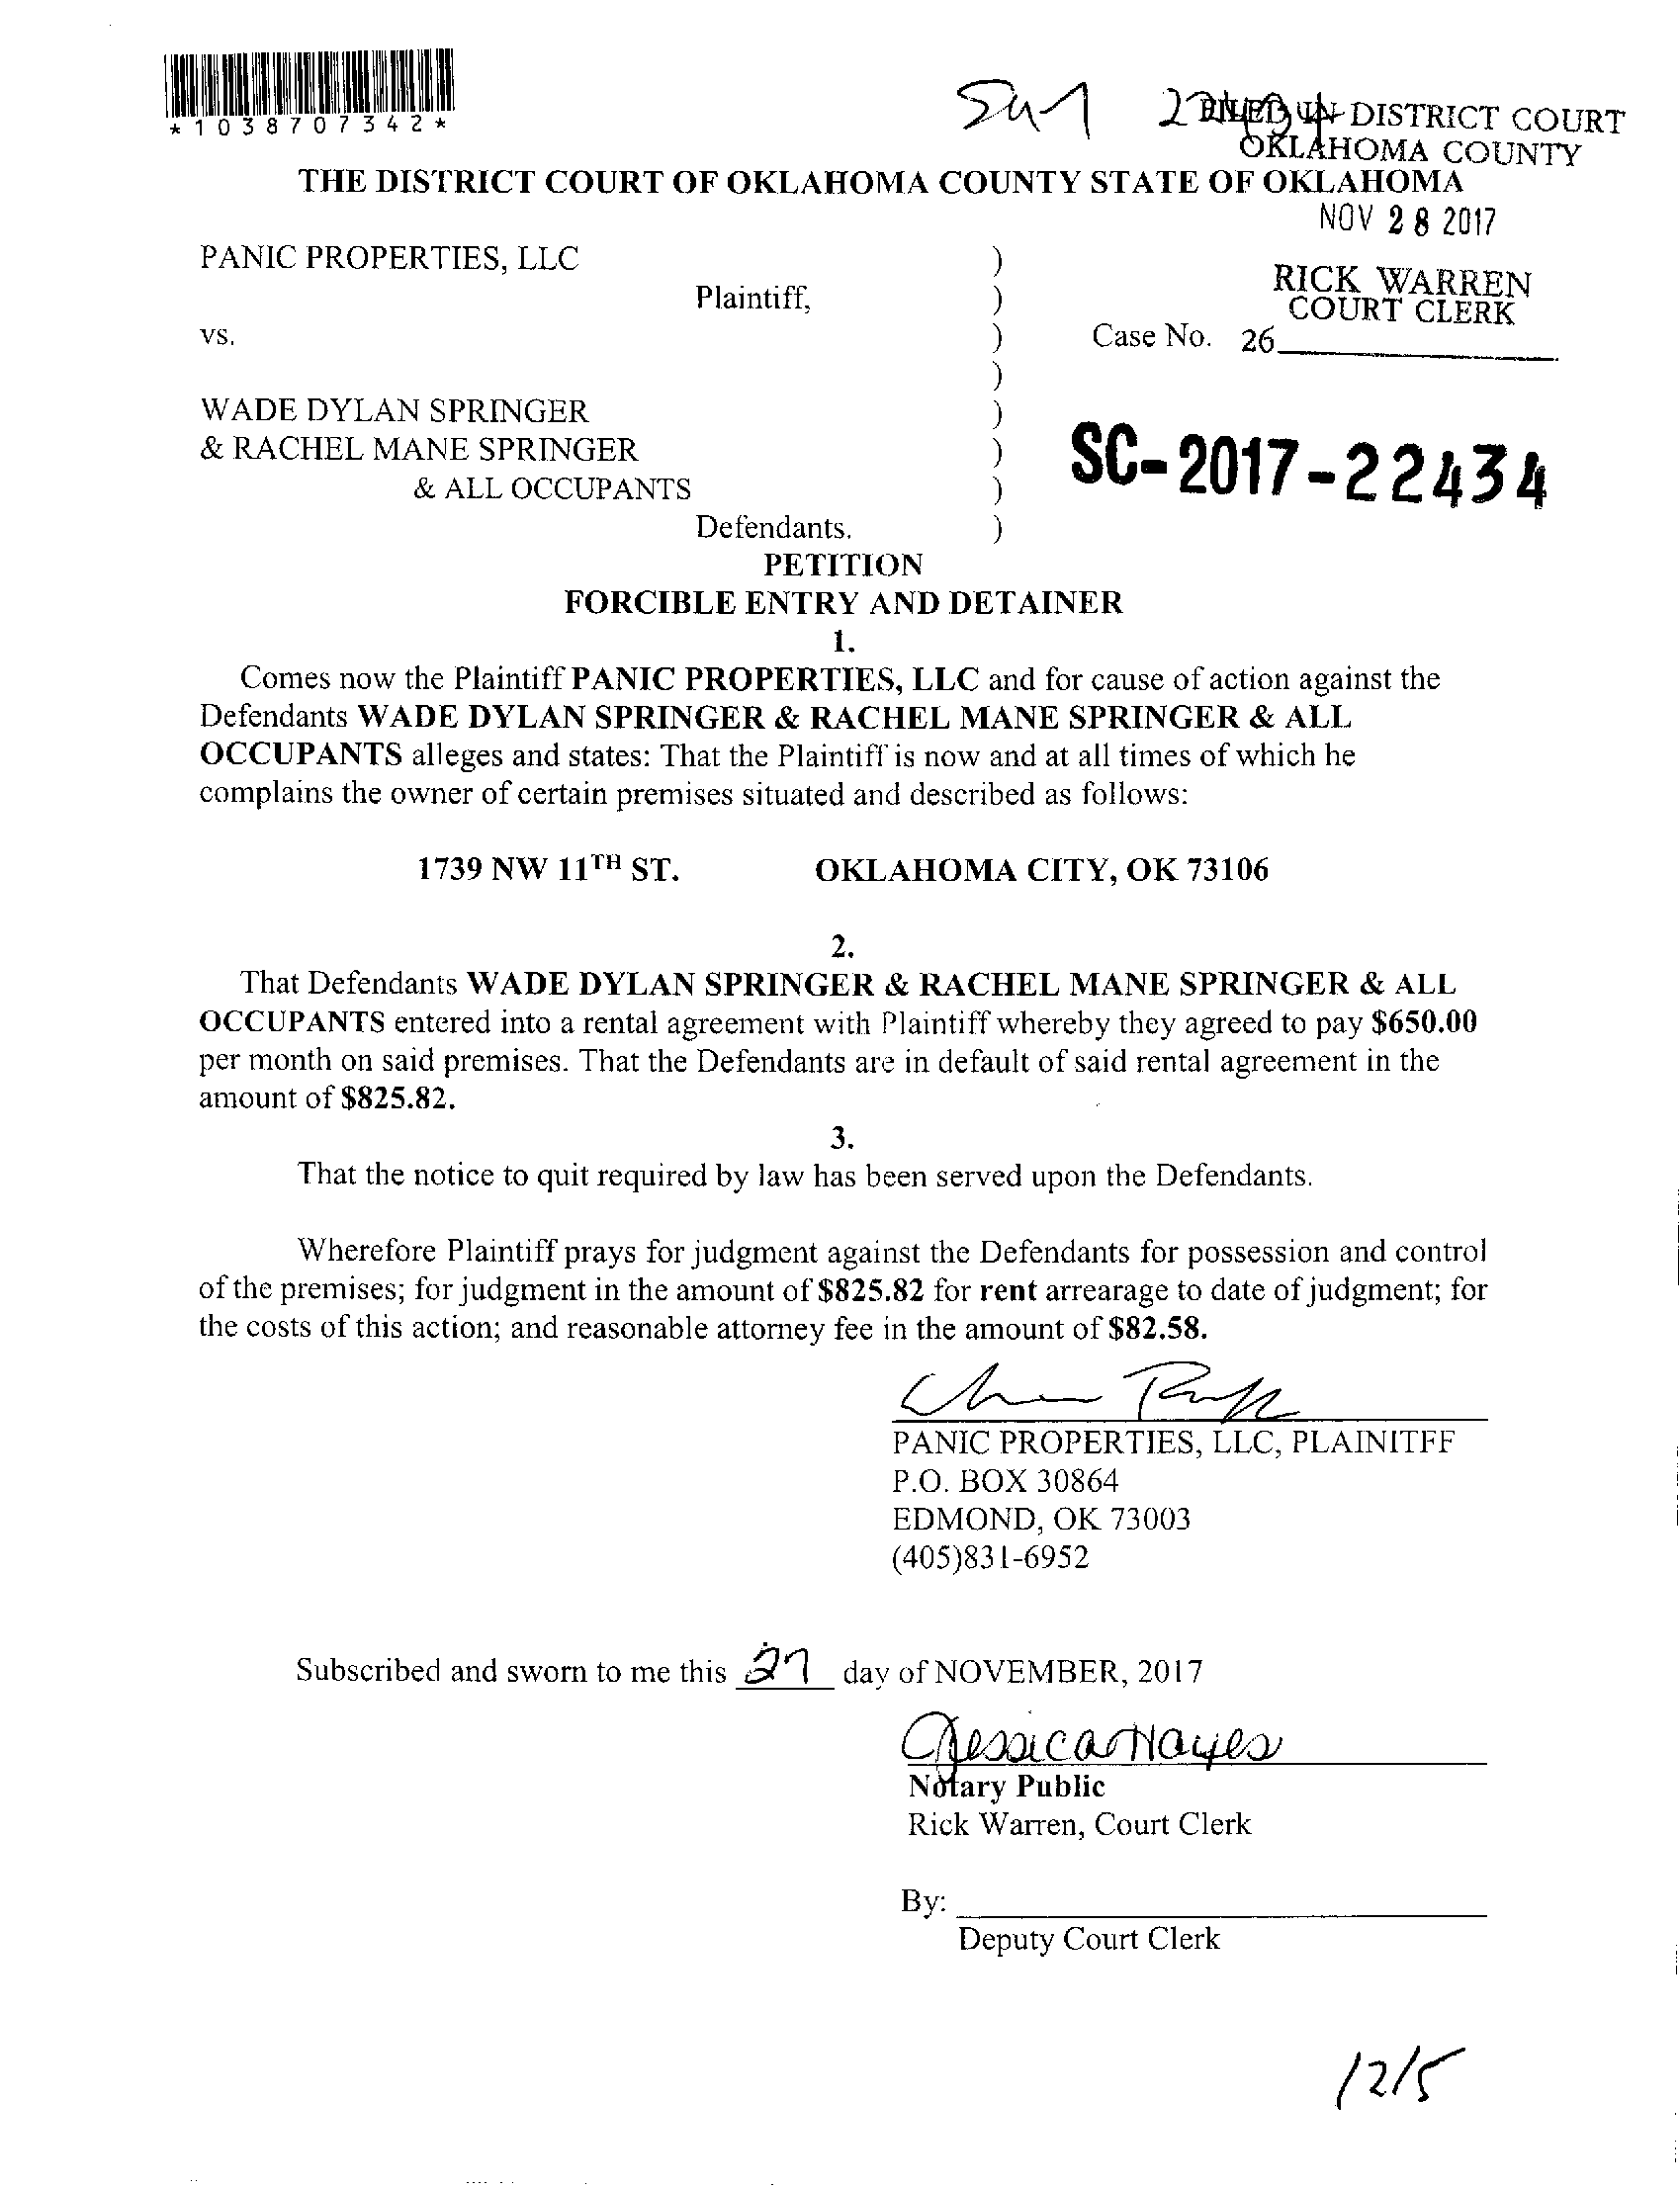 *1038707342*
22434
FILED IN DISTRICT COURT
OKLAHOMA COUNTY
THE DISTRICT COURT OF OKLAHOMA COUNTY STATE OF OKLAHOMA
NOV 28 2017
PANIC PROPERTIES, LLC )
Plaintiff, )
RICK WARREN
COURT CLERK
vs. ) Case No. 26
)
WADE DYLAN SPRINGER )
& RACHEL MANE SPRINGER )
SC-2017-22434
& ALL OCCUPANTS )
Defendants. )
PETITION
FORCIBLE ENTRY AND DETAINER
1.
Comes now the Plaintiff PANIC PROPERTIES, LLC and for cause of action against the
Defendants WADE DYLAN SPRINGER & RACHEL MANE SPRINGER & ALL
OCCUPANTS alleges and states: That the Plaintiff is now and at all times of which he
complains the owner of certain premises situated and described as follows:
1739 NW 11TH ST. OKLAHOMA CITY, OK 73106
2.
That Defendants WADE DYLAN SPRINGER & RACHEL MANE SPRINGER & ALL
OCCUPANTS entered into a rental agreement with Plaintiff whereby they agreed to pay $650.00
per month on said premises. That the Defendants are in default of said rental agreement in the
amount of $825.82.
3.
That the notice to quit required by law has been served upon the Defendants.
Wherefore Plaintiff prays for judgment against the Defendants for possession and control
of the premises; for judgment in the amount of $825.82 for rent arrearage to date of judgment; for
the costs of this action; and reasonable attorney fee in the amount of $82.58.
PANIC PROPERTIES, LLC, PLAINITFF
P.O. BOX 30864
EDMOND, OK 73003
(405)831-6952
Subscribed and sworn to me this 27 day of NOVEMBER, 2017
Jessica Hayes
Notary Public
Rick Warren, Court Clerk
By:
Deputy Court Clerk
12/5